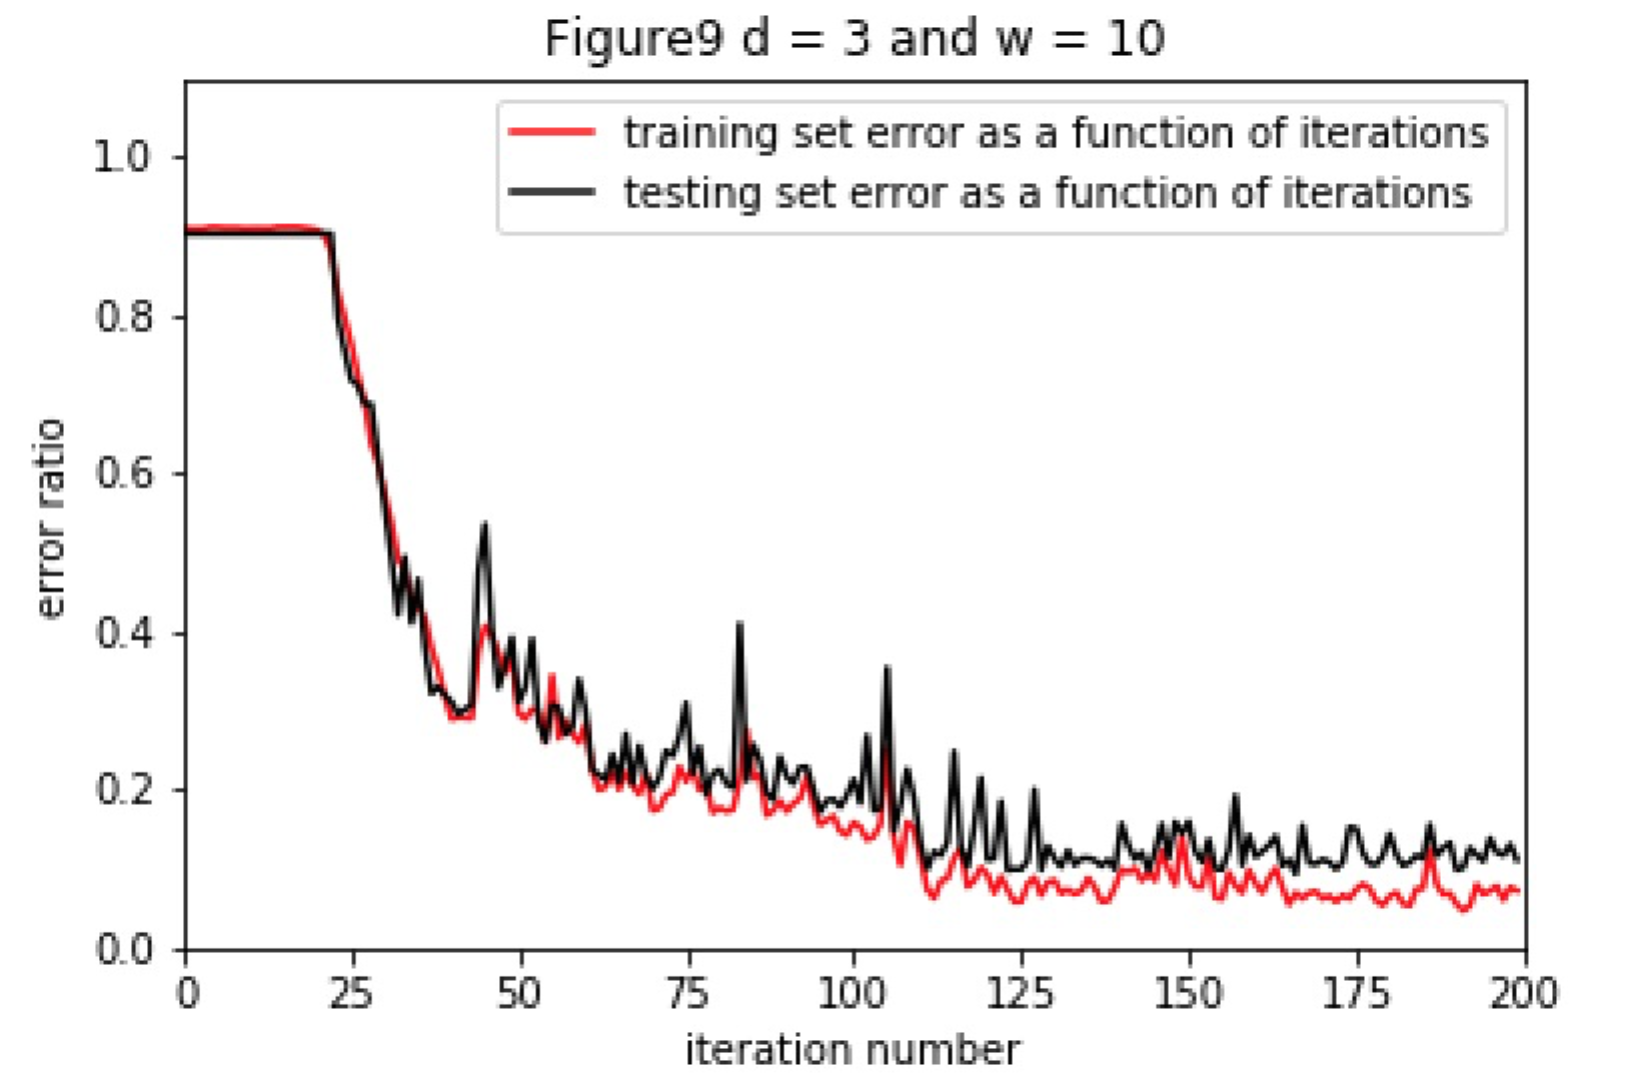 Figure9 d = 3 and w = 10
training set error as a function of iterations
testing set error as a function of iterations
1.0
0.8
0.6
0.4
0.2
0.0
error ratio
0 25 50 75 100 125 150 175 200
iteration number